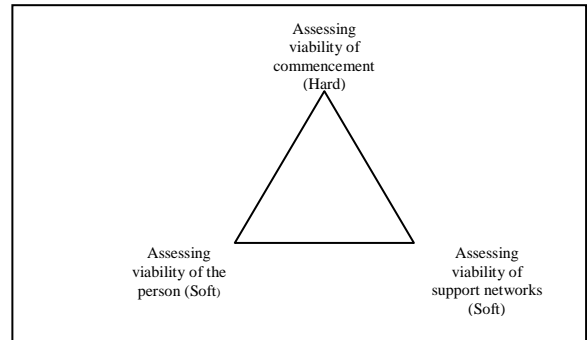 Assessing
viability of
commencement
(Hard)
Assessing
viability of the
person (Soft)
Assessing
viability of
support networks
(Soft)